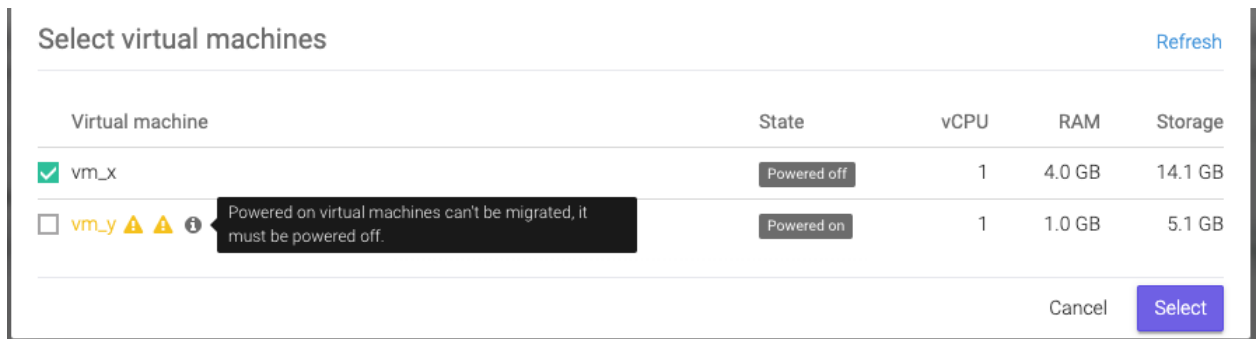 Select virtual machines Refresh
Virtual machine State vCPU RAM Storage
vm_x Powered off 1 4.0 GB 14.1 GB
vm_y Powered on virtual machines can't be migrated, it must be powered off. Powered on 1 1.0 GB 5.1 GB
Cancel Select